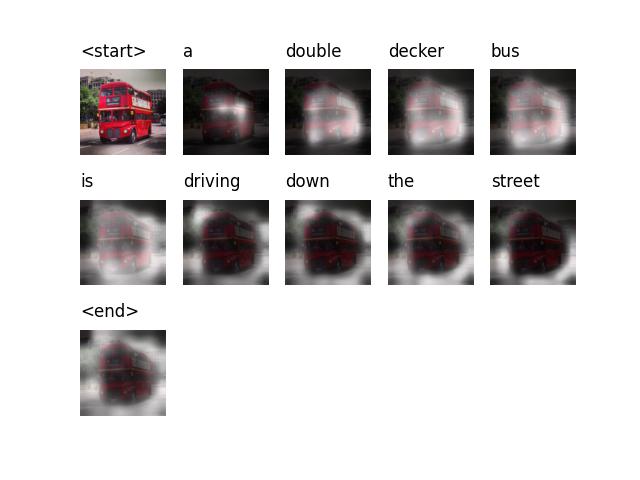 <start> a double decker bus
is driving down the street
<end>